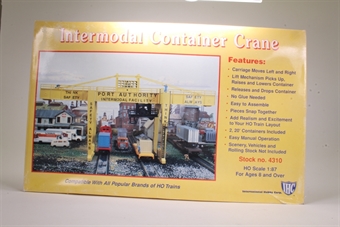 Intermodal Container Crane
Features:
• Carriage Moves Left and Right
• Lift Mechanism Picks Up,
Raises and Lowers Container
• Releases and Drops Container
• No Glue Needed
• Easy to Assemble
• Pieces Snap Together
• Add Realism and Excitement
to Your HO Train Layout
• 2, 20' Containers Included
• Easy Manual Operation
• Scenery, Vehicles and
Rolling Stock Not Included
Stock no. 4310
HO Scale 1:87
For Ages 8 and Over
PORT AUTHORITY
INTERMODAL FACILITY
Compatible With All Popular Brands of HO Trains
IHC